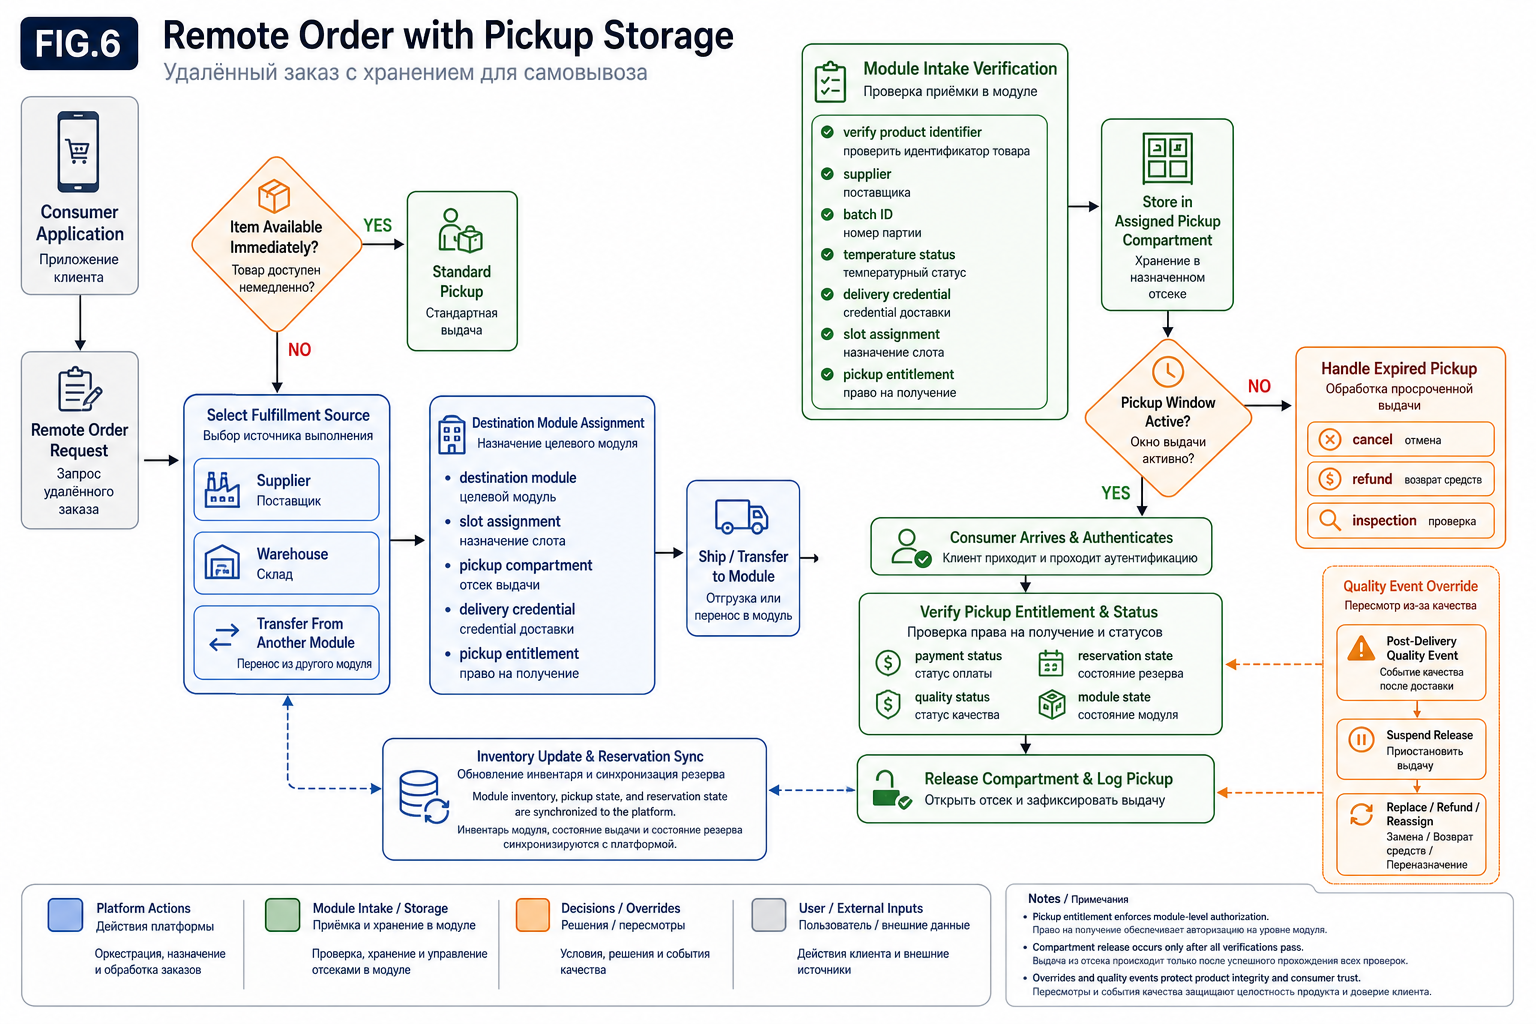 FIG.6
Remote Order with Pickup Storage
Удалённый заказ с хранением для самовывоза
Consumer
Application
Приложение
клиента
Remote Order
Request
Запрос
удалённого
заказа
Item Available
Immediately?
Товар доступен
немедленно?
YES
NO
Standard
Pickup
Стандартная
выдача
Select Fulfillment Source
Выбор источника выполнения
Supplier
Поставщик
Warehouse
Склад
Transfer From
Another Module
Перенос из другого модуля
Destination Module Assignment
Назначение целевого модуля
• destination module
целевой модуль
• slot assignment
назначение слота
• pickup compartment
отсек выдачи
• delivery credential
credential доставки
• pickup entitlement
право на получение
Ship / Transfer
to Module
Отгрузка или
перенос в модуль
Module Intake Verification
Проверка приёмки в модуле
verify product identifier
проверить идентификатор товара
supplier
поставщика
batch ID
номер партии
temperature status
температурный статус
delivery credential
credential доставки
slot assignment
назначение слота
pickup entitlement
право на получение
Store in
Assigned Pickup
Compartment
Хранение в
назначенном
отсеке
Pickup Window
Active?
Окно выдачи
активно?
NO
YES
Handle Expired Pickup
Обработка просроченной
выдачи
cancel отмена
refund возврат средств
inspection проверка
Consumer Arrives & Authenticates
Клиент приходит и проходит аутентификацию
Verify Pickup Entitlement & Status
Проверка права на получение и статусов
payment status
статус оплаты
reservation state
состояние резерва
quality status
статус качества
module state
состояние модуля
Release Compartment & Log Pickup
Открыть отсек и зафиксировать выдачу
Quality Event Override
Пересмотр из-за качества
Post-Delivery
Quality Event
Событие качества
после доставки
Suspend Release
Приостановить
выдачу
Replace / Refund /
Reassign
Замена / Возврат
средств /
Переназначение
Inventory Update & Reservation Sync
Обновление инвентаря и синхронизация резерва
Module inventory, pickup state, and reservation state
are synchronized to the platform.
Инвентарь модуля, состояние выдачи и состояние резерва
синхронизируются с платформой.
Platform Actions
Действия платформы
Оркестрация, назначение
и обработка заказов
Module Intake / Storage
Приёмка и хранение в модуле
Проверка, хранение и управление
отсеками в модуле
Decisions / Overrides
Решения / пересмотры
Условия, решения и события
качества
User / External Inputs
Пользователь / внешние данные
Действия клиента и внешние
источники
Notes / Примечания
• Pickup entitlement enforces module-level authorization.
Право на получение обеспечивает авторизацию на уровне модуля.
• Compartment release occurs only after all verifications pass.
Выдача из отсека происходит только после успешного прохождения всех проверок.
• Overrides and quality events protect product integrity and consumer trust.
Пересмотры и события качества защищают целостность продукта и доверие клиента.